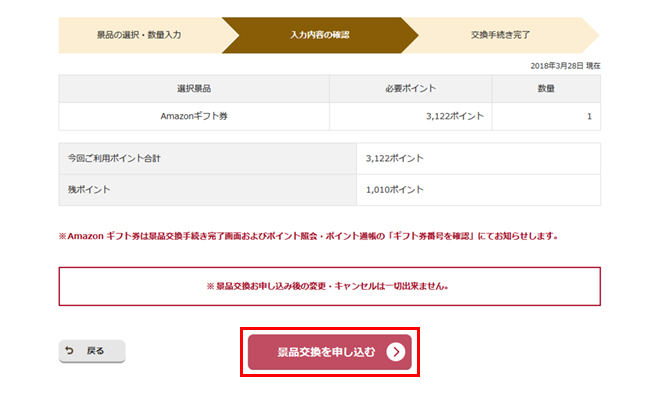 景品の選択・数量入力 入力内容の確認 交換手続き完了
2018年3月28日 現在
選択景品 必要ポイント 数量
Amazonギフト券 3,122ポイント 1
今回ご利用ポイント合計 3,122ポイント
残ポイント 1,010ポイント
※Amazon ギフト券は景品交換手続き完了画面およびポイント照会・ポイント通帳の「ギフト券番号を確認」にてお知らせします。
※ 景品交換お申し込み後の変更・キャンセルは一切出来ません。
戻る 景品交換を申し込む